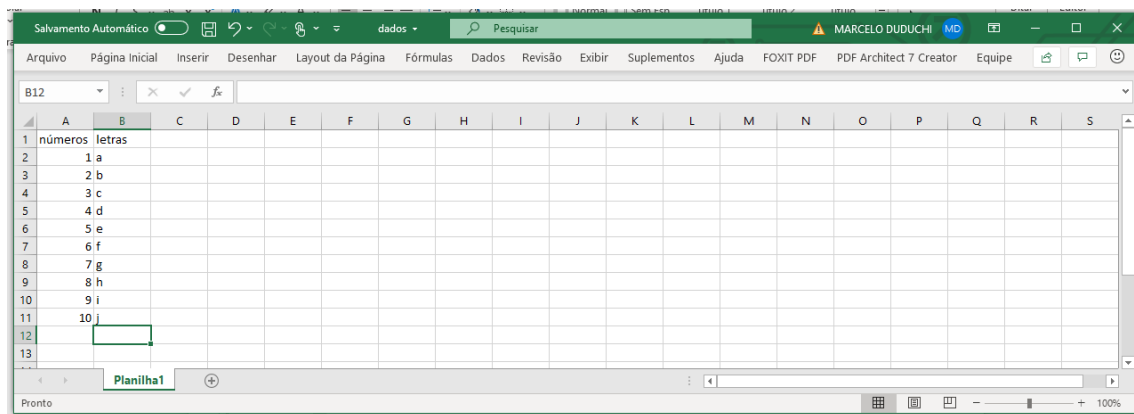 Salvamento Automático dados Pesquisar MARCELO DUDUCHI MD
Arquivo Página Inicial Inserir Desenhar Layout da Página Fórmulas Dados Revisão Exibir Suplementos Ajuda FOXIT PDF PDF Architect 7 Creator Equipe
B12 fx
A B C D E F G H I J K L M N O P Q R S
1 números letras
2 1 a
3 2 b
4 3 c
5 4 d
6 5 e
7 6 f
8 7 g
9 8 h
10 9 i
11 10 j
12
13
Planilha1
Pronto 100%